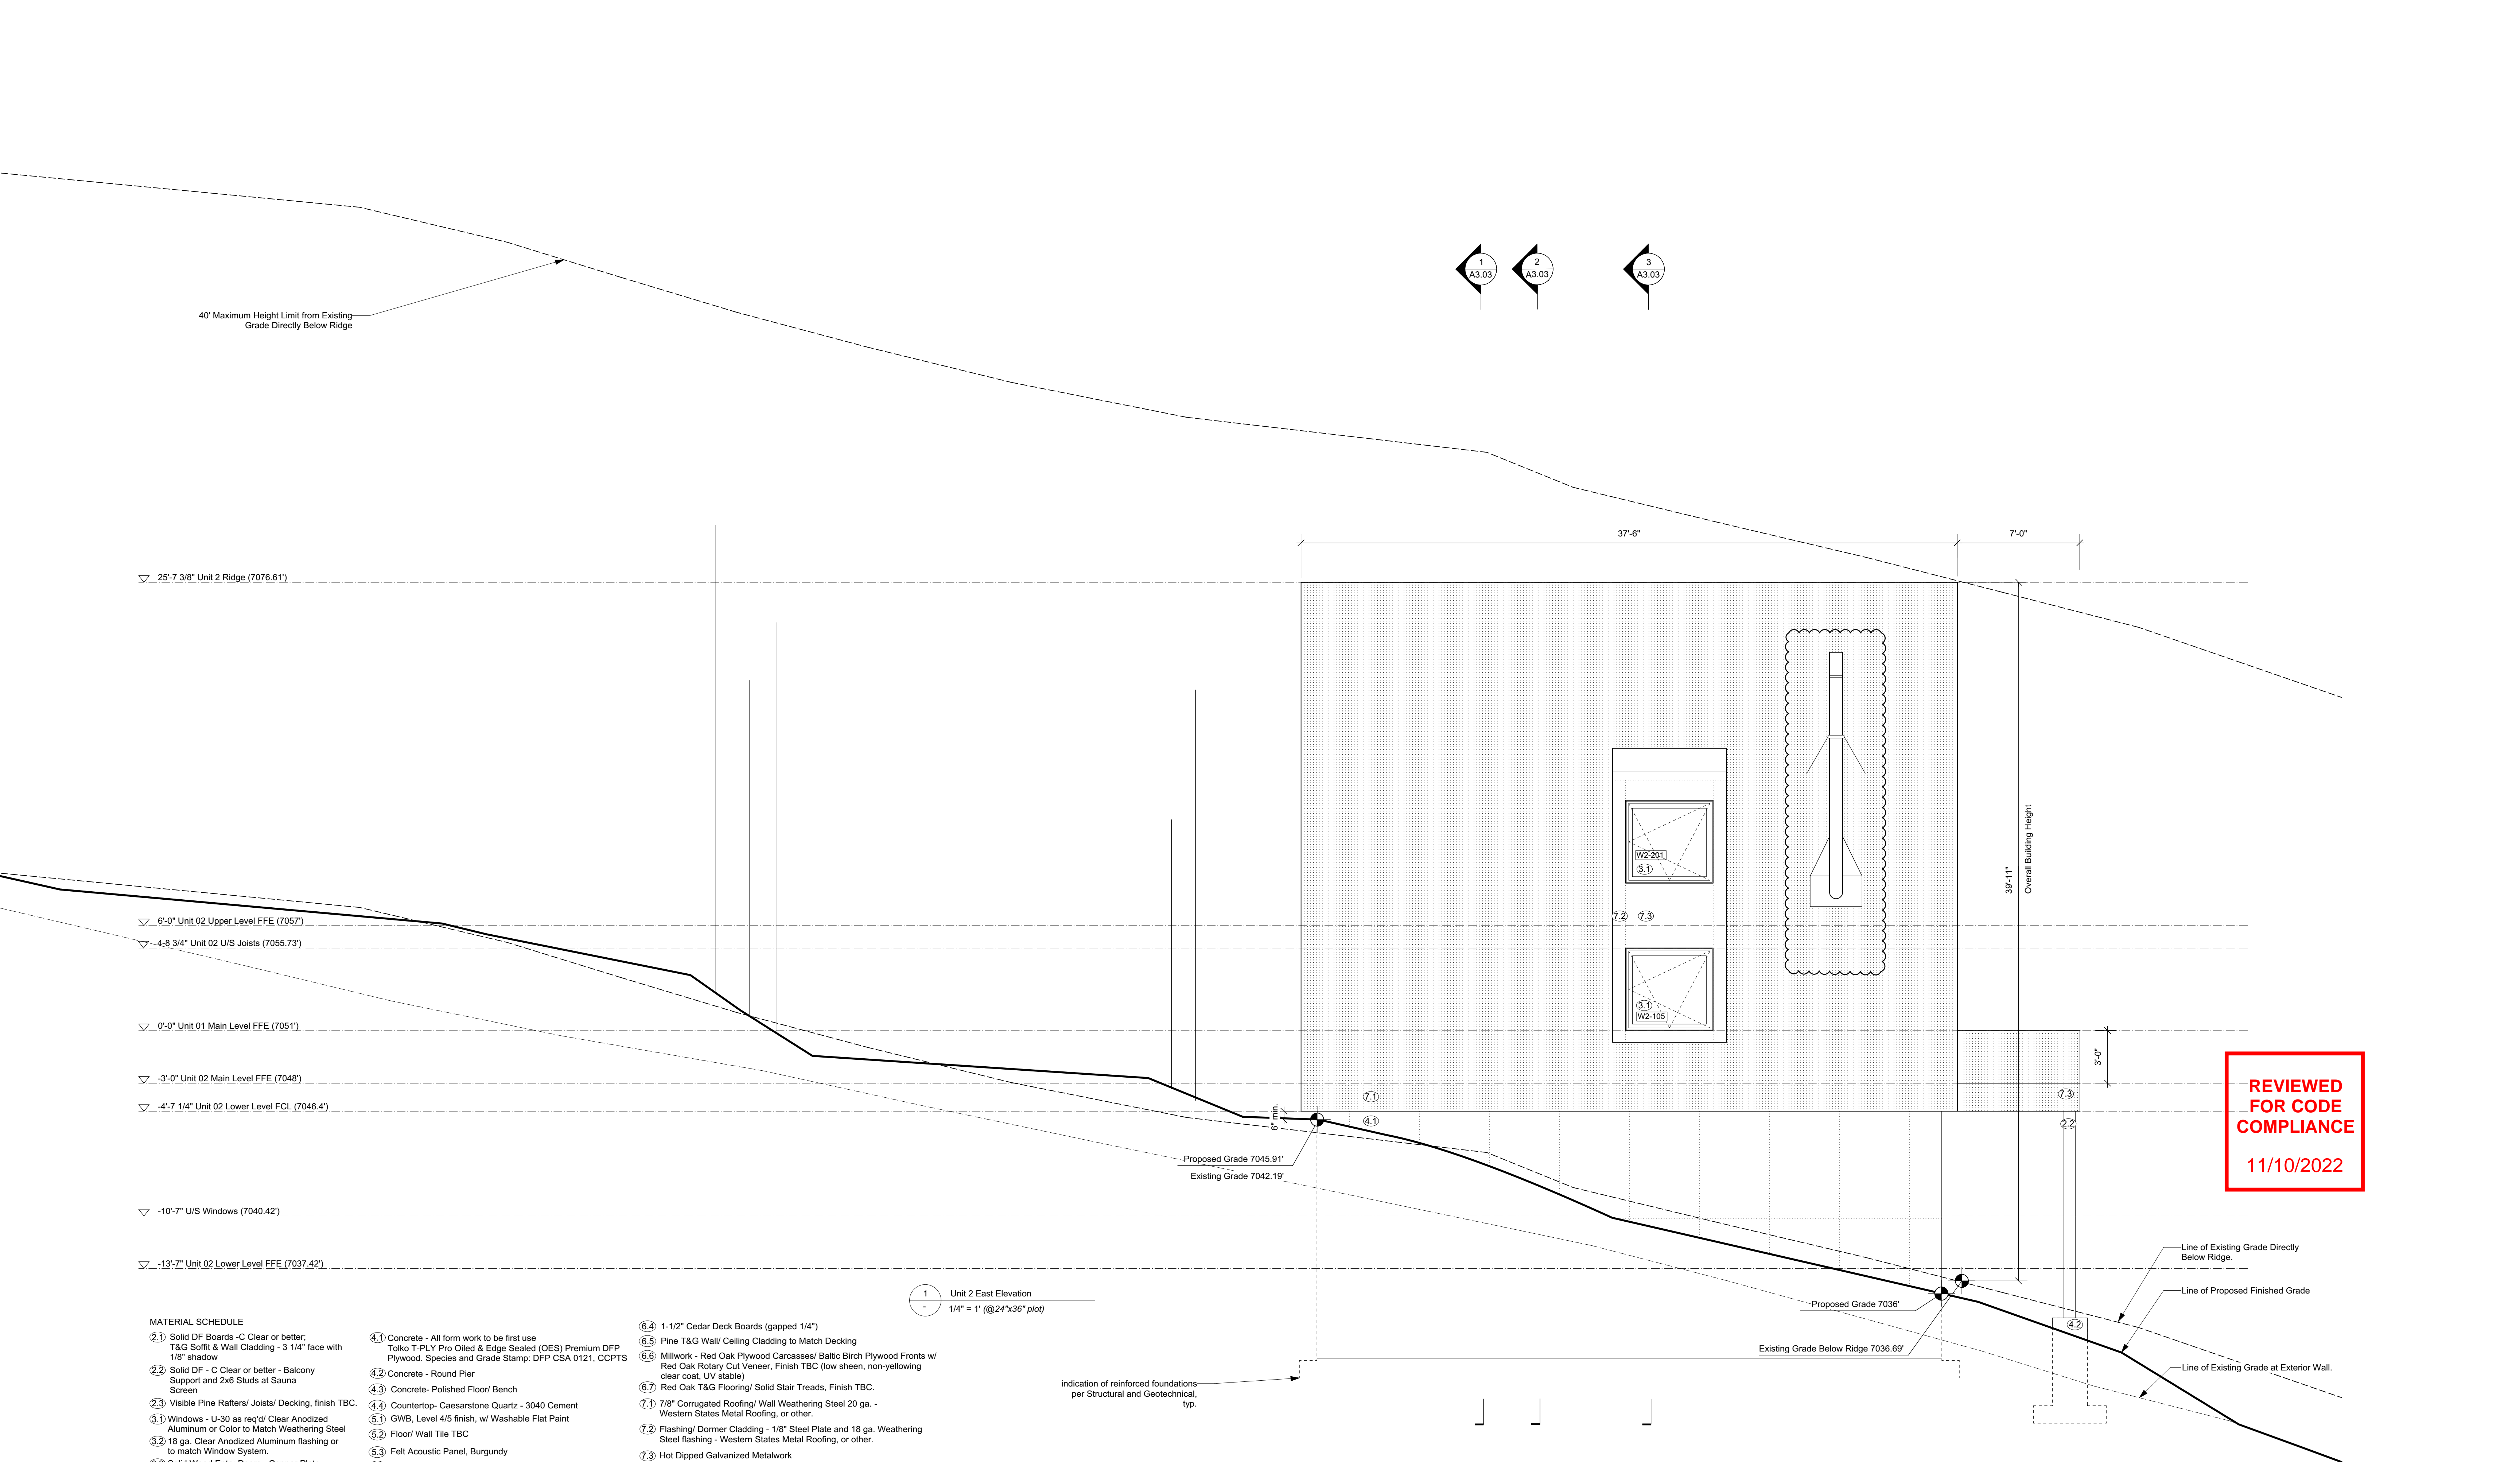 1
A3.03
2
A3.03
3
A3.03
40' Maximum Height Limit from Existing
Grade Directly Below Ridge
37'-6"
7'-0"
25'-7 3/8" Unit 2 Ridge (7076.61')
39'-11"
Overall Building Height
W2-201
3.1
7.2
7.3
6'-0" Unit 02 Upper Level FFE (7057')
4-8 3/4" Unit 02 U/S Joists (7055.73')
3.1
W2-105
0'-0" Unit 01 Main Level FFE (7051')
3'-0"
-3'-0" Unit 02 Main Level FFE (7048')
7.1
7.3
-4'-7 1/4" Unit 02 Lower Level FCL (7046.4')
6" min.
4.1
2.2
REVIEWED
FOR CODE
COMPLIANCE
11/10/2022
Proposed Grade 7045.91'
Existing Grade 7042.19'
-10'-7" U/S Windows (7040.42')
-13'-7" Unit 02 Lower Level FFE (7037.42')
Line of Existing Grade Directly
Below Ridge.
Line of Proposed Finished Grade
Proposed Grade 7036'
4.2
Existing Grade Below Ridge 7036.69'
Line of Existing Grade at Exterior Wall.
indication of reinforced foundations
per Structural and Geotechnical,
typ.
1
-
Unit 2 East Elevation
1/4" = 1' (@24"x36" plot)
MATERIAL SCHEDULE
2.1 Solid DF Boards -C Clear or better;
T&G Soffit & Wall Cladding - 3 1/4" face with
1/8" shadow
2.2 Solid DF - C Clear or better - Balcony
Support and 2x6 Studs at Sauna
Screen
2.3 Visible Pine Rafters/ Joists/ Decking, finish TBC.
3.1 Windows - U-30 as req'd/ Clear Anodized
Aluminum or Color to Match Weathering Steel
3.2 18 ga. Clear Anodized Aluminum flashing or
to match Window System.
4.1 Concrete - All form work to be first use
Tolko T-PLY Pro Oiled & Edge Sealed (OES) Premium DFP
Plywood. Species and Grade Stamp: DFP CSA 0121, CCPTS
4.2 Concrete - Round Pier
4.3 Concrete- Polished Floor/ Bench
4.4 Countertop- Caesarstone Quartz - 3040 Cement
5.1 GWB, Level 4/5 finish, w/ Washable Flat Paint
5.2 Floor/ Wall Tile TBC
5.3 Felt Acoustic Panel, Burgundy
6.4 1-1/2" Cedar Deck Boards (gapped 1/4")
6.5 Pine T&G Wall/ Ceiling Cladding to Match Decking
6.6 Millwork - Red Oak Plywood Carcasses/ Baltic Birch Plywood Fronts w/
Red Oak Rotary Cut Veneer, Finish TBC (low sheen, non-yellowing
clear coat, UV stable)
6.7 Red Oak T&G Flooring/ Solid Stair Treads, Finish TBC.
7.1 7/8" Corrugated Roofing/ Wall Weathering Steel 20 ga. -
Western States Metal Roofing, or other.
7.2 Flashing/ Dormer Cladding - 1/8" Steel Plate and 18 ga. Weathering
Steel flashing - Western States Metal Roofing, or other.
7.3 Hot Dipped Galvanized Metalwork